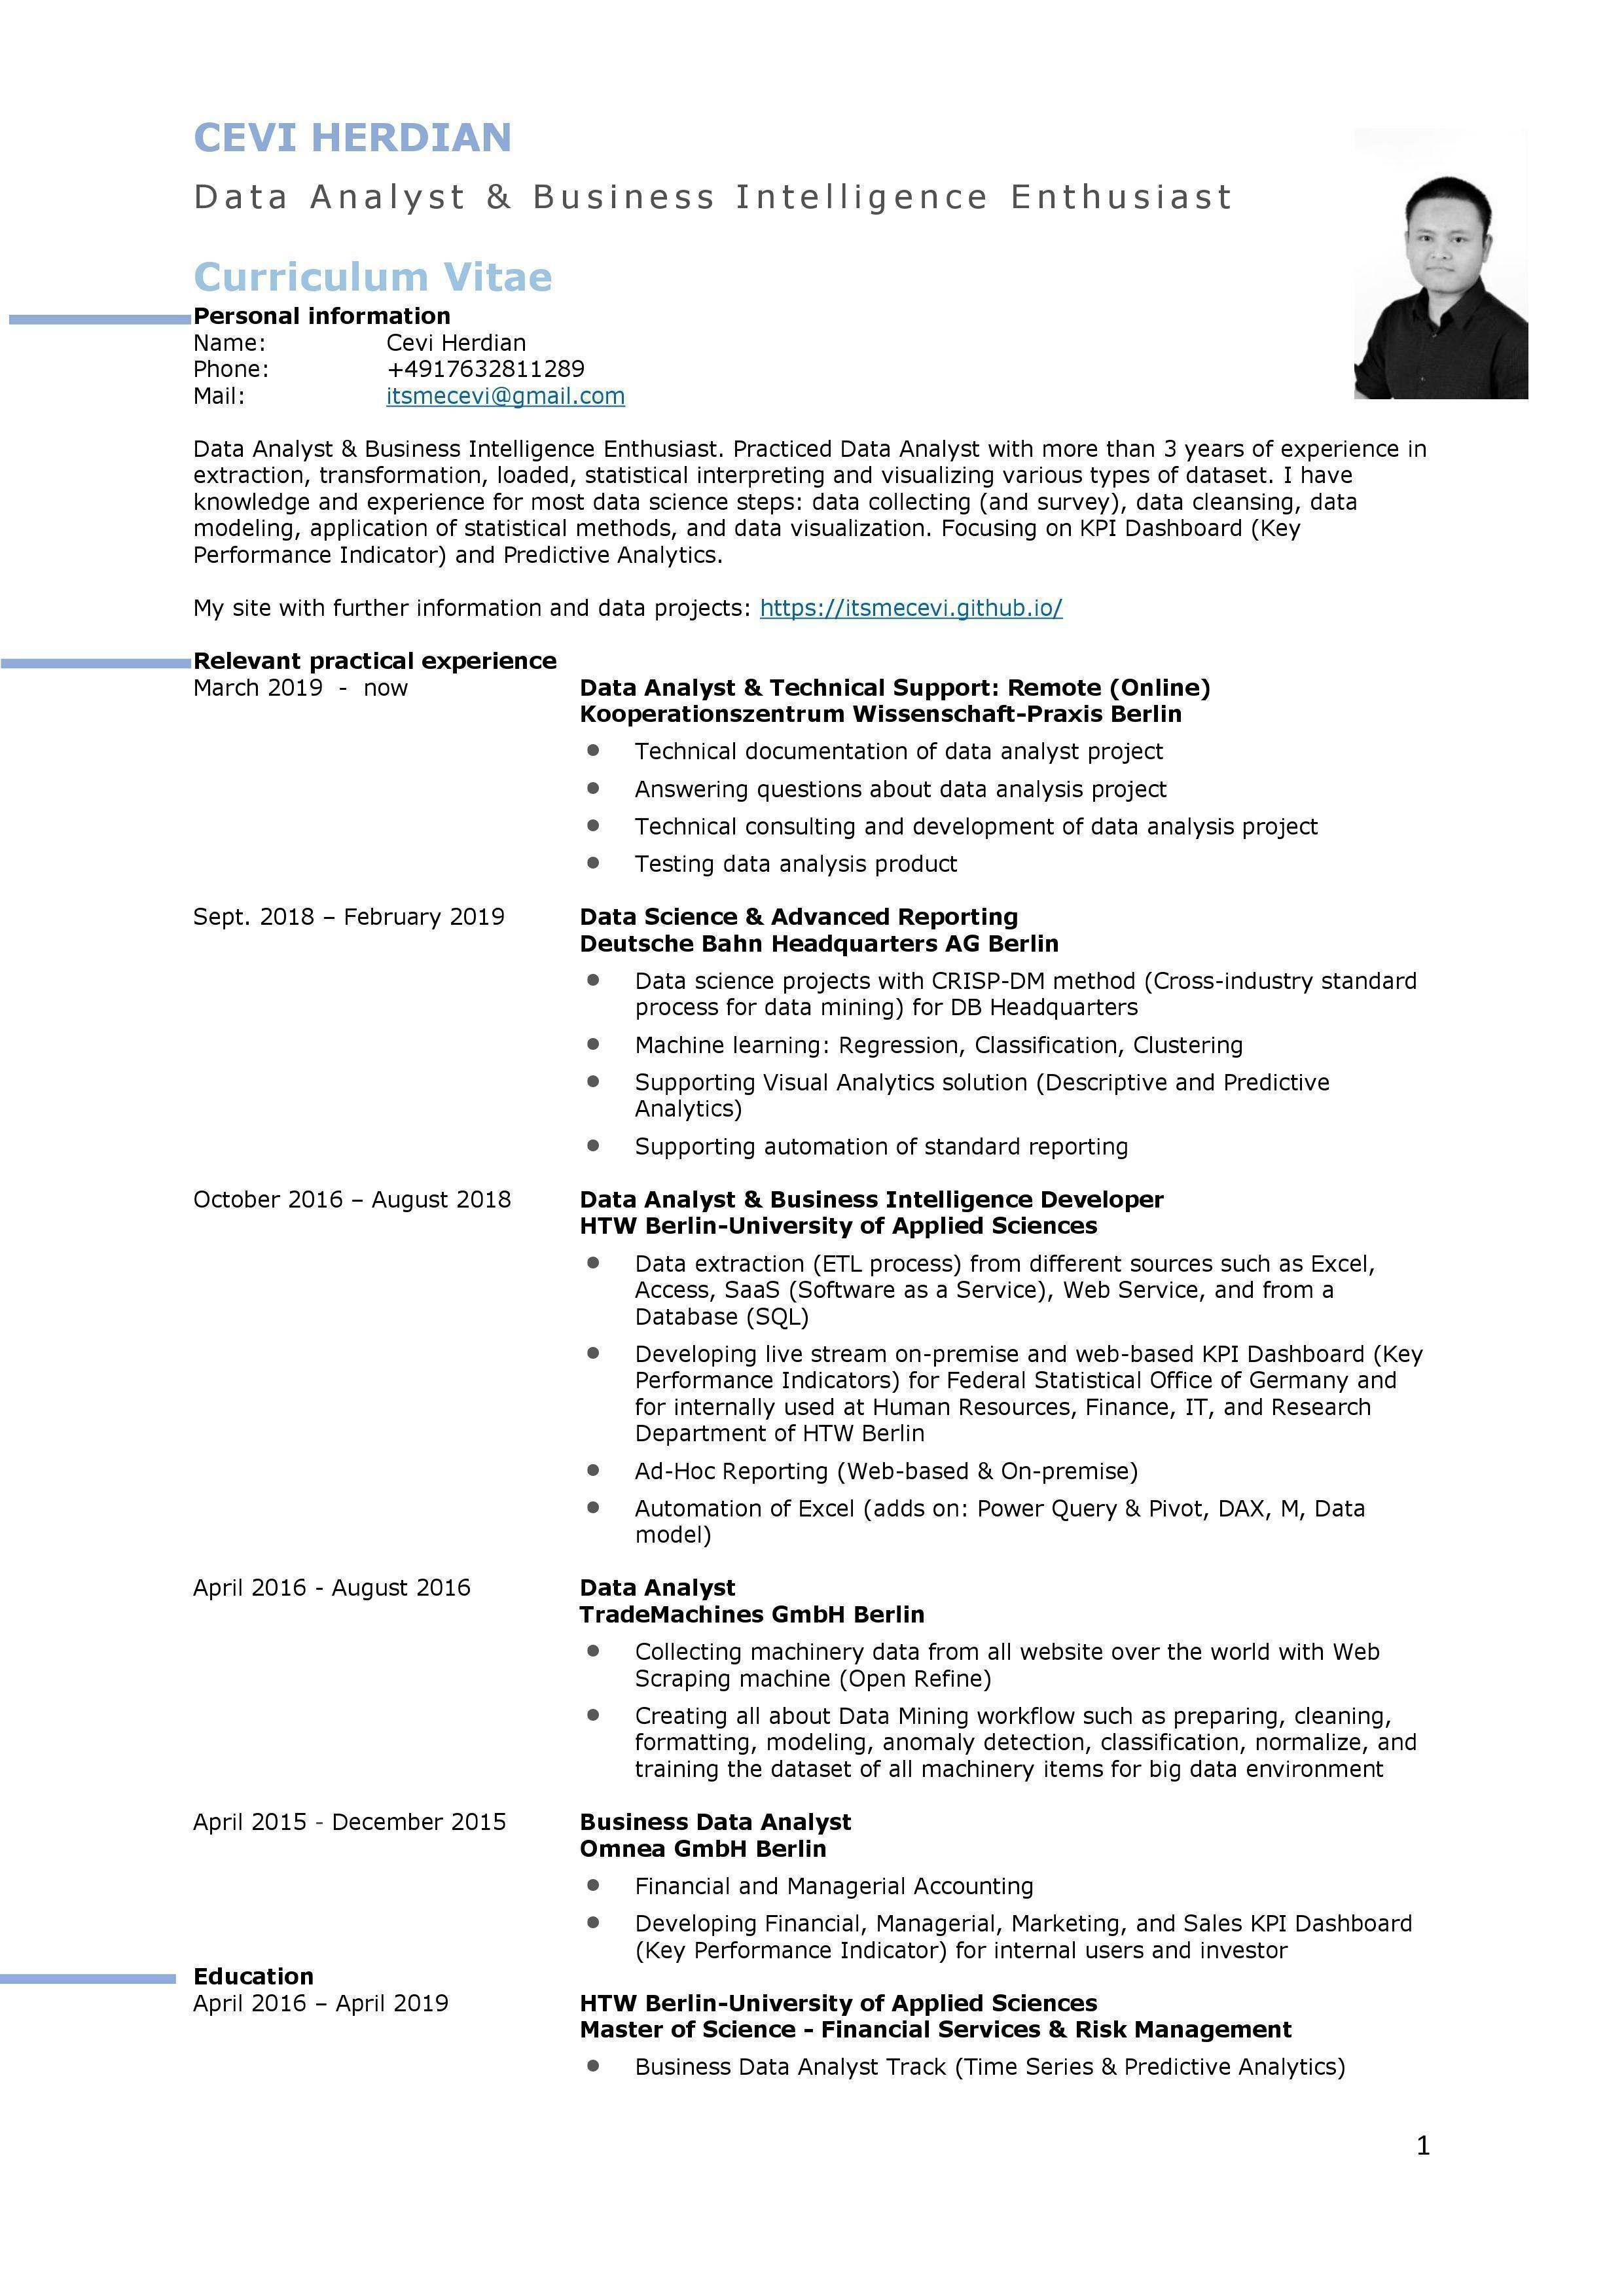 CEVI HERDIAN
Data Analyst & Business Intelligence Enthusiast
Curriculum Vitae
Personal information
Name: Cevi Herdian
Phone: +4917632811289
Mail: itsmecevi@gmail.com
Data Analyst & Business Intelligence Enthusiast. Practiced Data Analyst with more than 3 years of experience in
extraction, transformation, loaded, statistical interpreting and visualizing various types of dataset. I have
knowledge and experience for most data science steps: data collecting (and survey), data cleansing, data
modeling, application of statistical methods, and data visualization. Focusing on KPI Dashboard (Key
Performance Indicator) and Predictive Analytics.
My site with further information and data projects: https://itsmecevi.github.io/
Relevant practical experience
March 2019 - now Data Analyst & Technical Support: Remote (Online)
Kooperationszentrum Wissenschaft-Praxis Berlin
● Technical documentation of data analyst project
● Answering questions about data analysis project
● Technical consulting and development of data analysis project
● Testing data analysis product
Sept. 2018 – February 2019 Data Science & Advanced Reporting
Deutsche Bahn Headquarters AG Berlin
● Data science projects with CRISP-DM method (Cross-industry standard
process for data mining) for DB Headquarters
● Machine learning: Regression, Classification, Clustering
● Supporting Visual Analytics solution (Descriptive and Predictive
Analytics)
● Supporting automation of standard reporting
October 2016 – August 2018 Data Analyst & Business Intelligence Developer
HTW Berlin-University of Applied Sciences
● Data extraction (ETL process) from different sources such as Excel,
Access, SaaS (Software as a Service), Web Service, and from a
Database (SQL)
● Developing live stream on-premise and web-based KPI Dashboard (Key
Performance Indicators) for Federal Statistical Office of Germany and
for internally used at Human Resources, Finance, IT, and Research
Department of HTW Berlin
● Ad-Hoc Reporting (Web-based & On-premise)
● Automation of Excel (adds on: Power Query & Pivot, DAX, M, Data
model)
April 2016 - August 2016 Data Analyst
TradeMachines GmbH Berlin
● Collecting machinery data from all website over the world with Web
Scraping machine (Open Refine)
● Creating all about Data Mining workflow such as preparing, cleaning,
formatting, modeling, anomaly detection, classification, normalize, and
training the dataset of all machinery items for big data environment
April 2015 - December 2015 Business Data Analyst
Omnea GmbH Berlin
● Financial and Managerial Accounting
● Developing Financial, Managerial, Marketing, and Sales KPI Dashboard
(Key Performance Indicator) for internal users and investor
Education
April 2016 – April 2019 HTW Berlin-University of Applied Sciences
Master of Science - Financial Services & Risk Management
● Business Data Analyst Track (Time Series & Predictive Analytics)
1